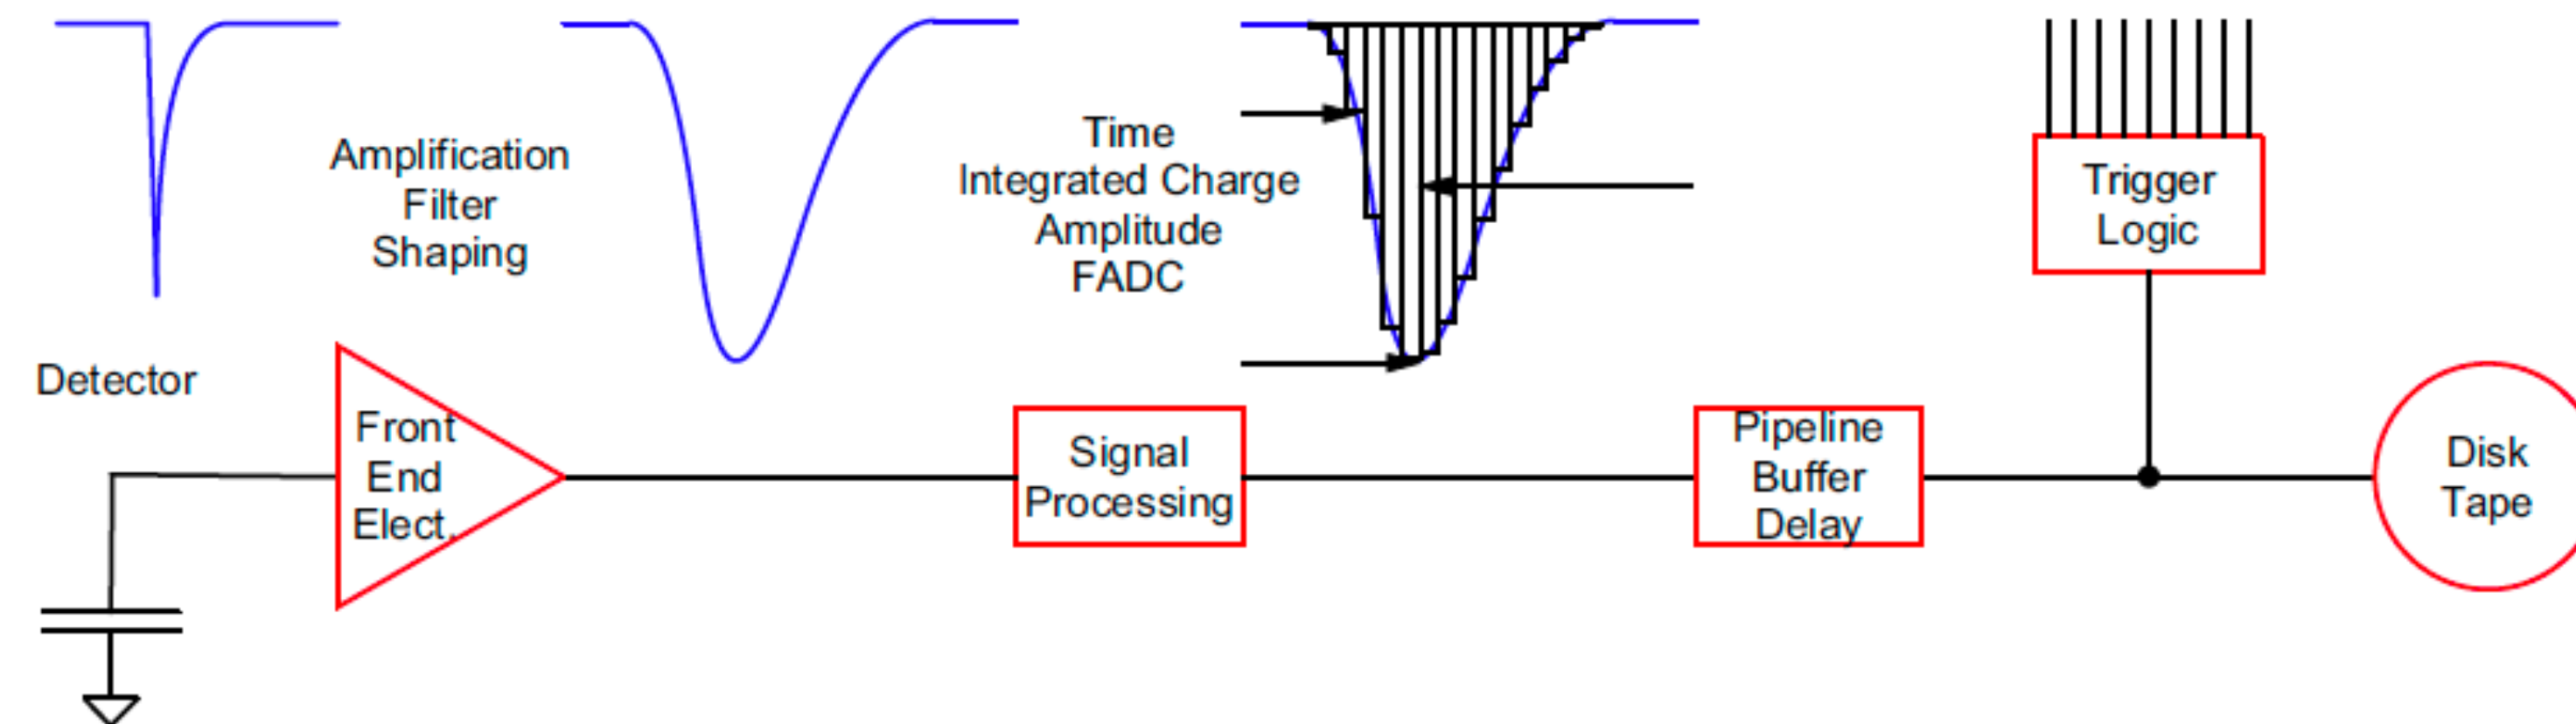 Amplification
Filter
Shaping
Time
Integrated Charge
Amplitude
FADC
Trigger
Logic
Detector
Front
End
Elect.
Signal
Processing
Pipeline
Buffer
Delay
Disk
Tape